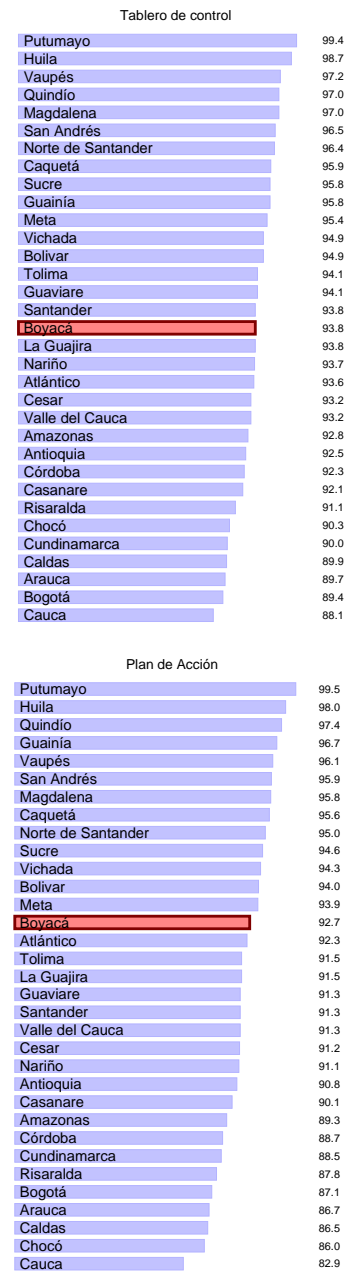 Tablero de control
Putumayo 99.4
Huila 98.7
Vaupés 97.2
Quindío 97.0
Magdalena 97.0
San Andrés 96.5
Norte de Santander 96.4
Caquetá 95.9
Sucre 95.8
Guainía 95.8
Meta 95.4
Vichada 94.9
Bolivar 94.9
Tolima 94.1
Guaviare 94.1
Santander 93.8
Boyacá 93.8
La Guajira 93.8
Nariño 93.7
Atlántico 93.6
Cesar 93.2
Valle del Cauca 93.2
Amazonas 92.8
Antioquia 92.5
Córdoba 92.3
Casanare 92.1
Risaralda 91.1
Chocó 90.3
Cundinamarca 90.0
Caldas 89.9
Arauca 89.7
Bogotá 89.4
Cauca 88.1
Plan de Acción
Putumayo 99.5
Huila 98.0
Quindío 97.4
Guainía 96.7
Vaupés 96.1
San Andrés 95.9
Magdalena 95.8
Caquetá 95.6
Norte de Santander 95.0
Sucre 94.6
Vichada 94.3
Bolivar 94.0
Meta 93.9
Boyacá 92.7
Atlántico 92.3
Tolima 91.5
La Guajira 91.5
Guaviare 91.3
Santander 91.3
Valle del Cauca 91.3
Cesar 91.2
Nariño 91.1
Antioquia 90.8
Casanare 90.1
Amazonas 89.3
Córdoba 88.7
Cundinamarca 88.5
Risaralda 87.8
Bogotá 87.1
Arauca 86.7
Caldas 86.5
Chocó 86.0
Cauca 82.9